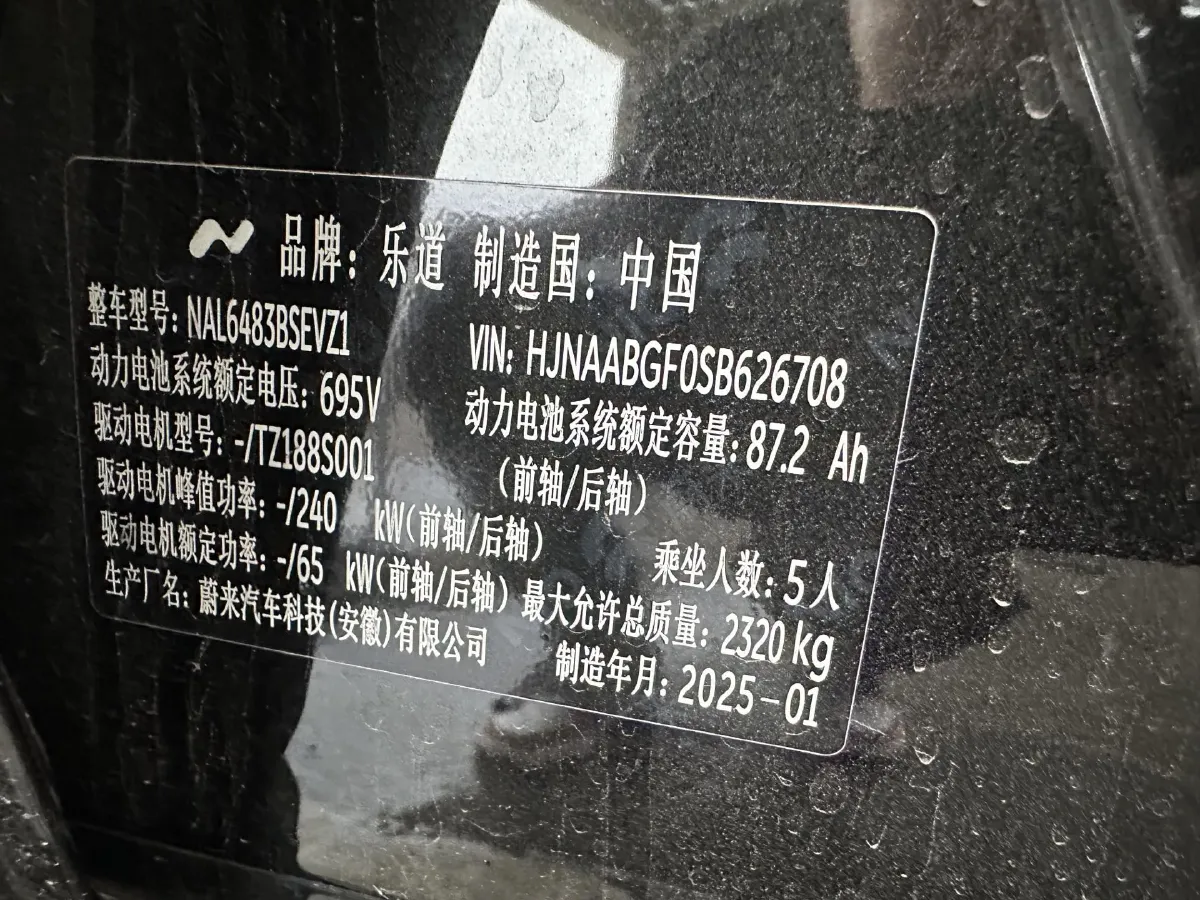 品牌：乐道 制造国：中国
整车型号：NAL6483BSEVZ1 VIN：HJNAABGF0SB626708
动力电池系统额定电压：695V 动力电池系统额定容量：87.2 Ah
驱动电机型号：-/TZ188S001 (前轴/后轴)
驱动电机峰值功率：-/240 kW(前轴/后轴) 乘坐人数：5人
驱动电机额定功率：-/65 kW(前轴/后轴) 最大允许总质量：2320 kg
生产厂名：蔚来汽车科技(安徽)有限公司 制造年月：2025-01